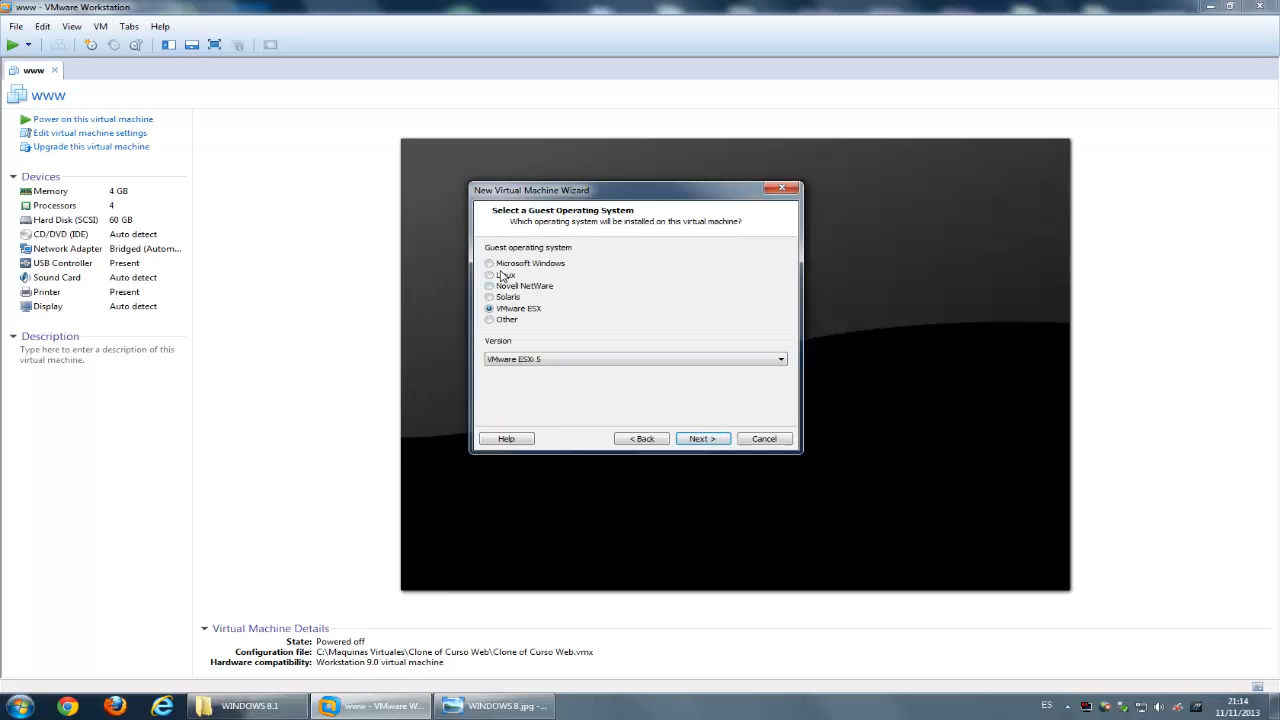 www - VMware Workstation
File Edit View VM Tabs Help
www
www
Power on this virtual machine
Edit virtual machine settings
Upgrade this virtual machine
Devices
Memory 4 GB
Processors 4
Hard Disk (SCSI) 60 GB
CD/DVD (IDE) Auto detect
Network Adapter Bridged (Autom...
USB Controller Present
Sound Card Auto detect
Printer Present
Display Auto detect
Description
Type here to enter a description of this
virtual machine.
New Virtual Machine Wizard
Select a Guest Operating System
Which operating system will be installed on this virtual machine?
Guest operating system
Microsoft Windows
Linux
Novell NetWare
Solaris
VMware ESX
Other
Version
VMware ESXi 5
Help < Back Next > Cancel
Virtual Machine Details
State: Powered off
Configuration file: C:\Maquinas Virtuales\Clone of Curso Web\Clone of Curso Web.vmx
Hardware compatibility: Workstation 9.0 virtual machine
WINDOWS 8.1 www - VMware W... WINDOWS 8.jpg -... ES 21:14
11/11/2013